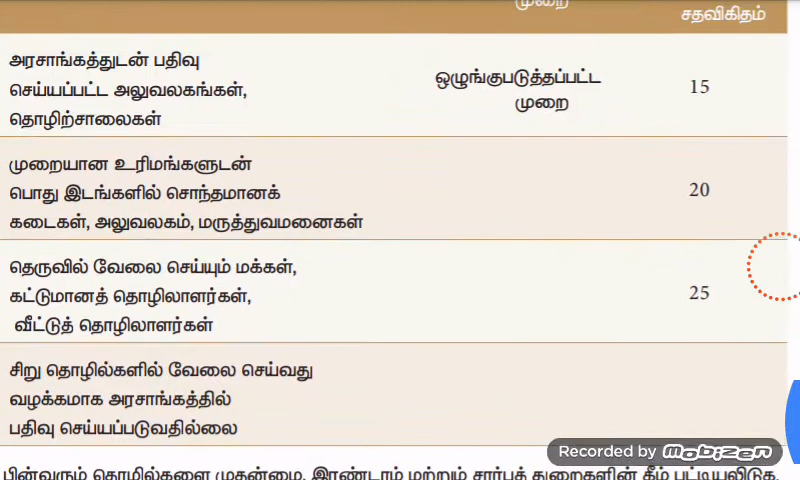 முறை
சதவிகிதம்
அரசாங்கத்துடன் பதிவு
செய்யப்பட்ட அலுவலகங்கள்,
தொழிற்சாலைகள்
ஒழுங்குபடுத்தப்பட்ட
முறை
15
முறையான உரிமங்களுடன்
பொது இடங்களில் சொந்தமானக்
கடைகள், அலுவலகம், மருத்துவமனைகள்
20
தெருவில் வேலை செய்யும் மக்கள்,
கட்டுமானத் தொழிலாளர்கள்,
வீட்டுத் தொழிலாளர்கள்
25
சிறு தொழில்களில் வேலை செய்வது
வழக்கமாக அரசாங்கத்தில்
பதிவு செய்யப்படுவதில்லை
Recorded by mobizen
பின்வரும் தொழில்களை முதன்மை, இரண்டாம் மற்றும் சார்புத் துறைகளின் கீழ் பட்டியலிடுக.